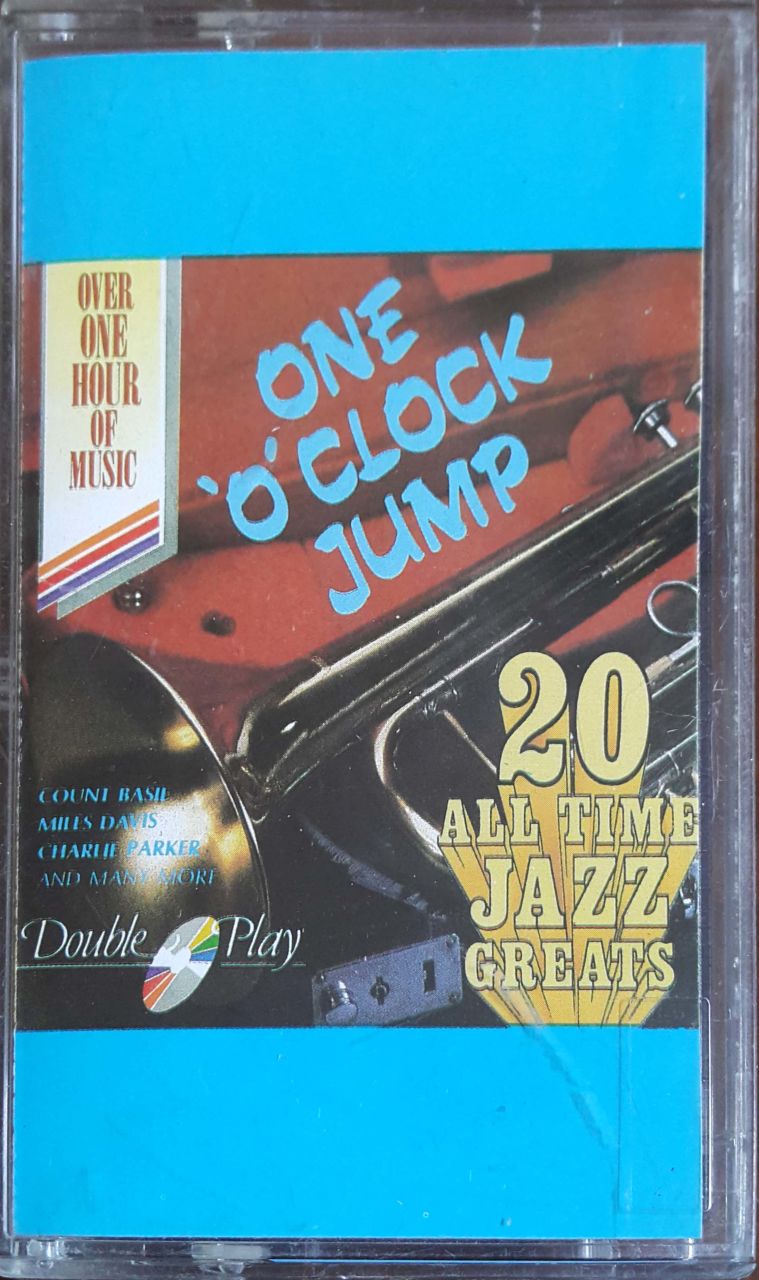 OVER
ONE
HOUR
OF
MUSIC
ONE
'O'CLOCK
JUMP
20
ALL TIME
JAZZ
GREATS
COUNT BASIE
MILES DAVIS
CHARLIE PARKER
AND MANY MORE
Double Play